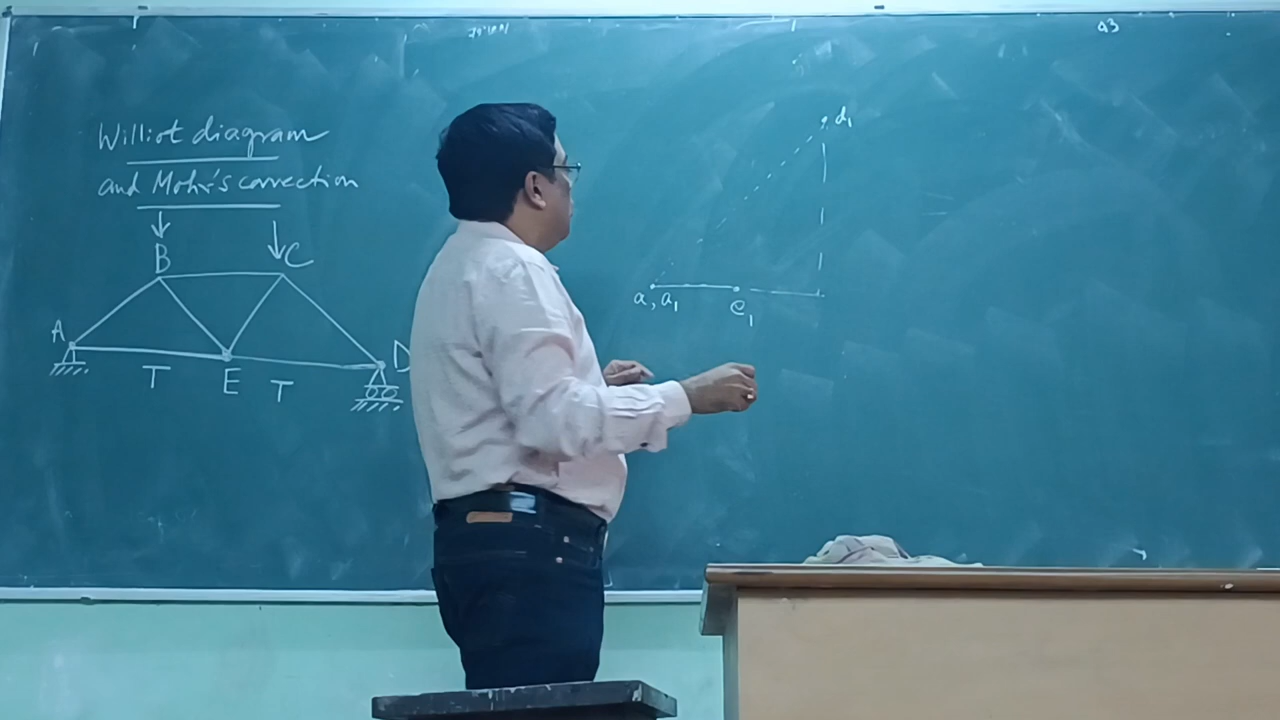 Williot diagram
and Mohr's correction
B
C
A
D
T
E
T
d1
a, a1
e1